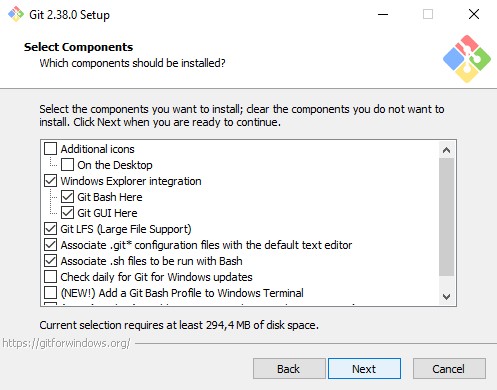 Git 2.38.0 Setup
Select Components
Which components should be installed?
Select the components you want to install; clear the components you do not want to
install. Click Next when you are ready to continue.
Additional icons
On the Desktop
Windows Explorer integration
Git Bash Here
Git GUI Here
Git LFS (Large File Support)
Associate .git* configuration files with the default text editor
Associate .sh files to be run with Bash
Check daily for Git for Windows updates
(NEW!) Add a Git Bash Profile to Windows Terminal
Current selection requires at least 294,4 MB of disk space.
https://gitforwindows.org/
Back
Next
Cancel